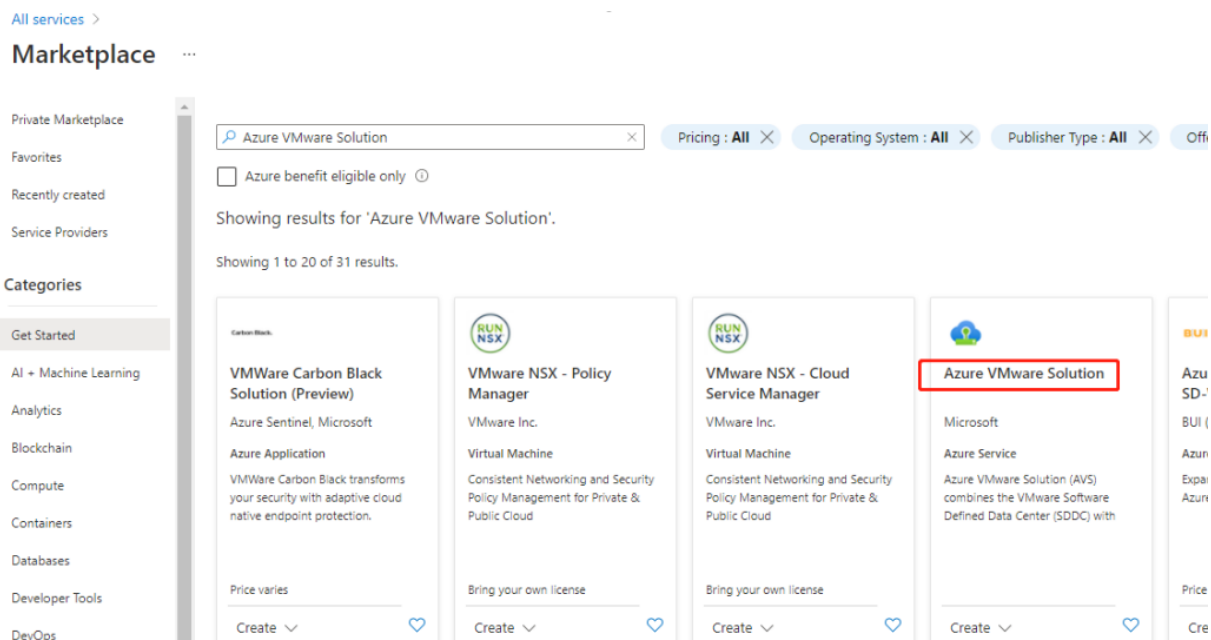 All services >
Marketplace ...
Private Marketplace
Favorites
Recently created
Service Providers
Categories
Get Started
AI + Machine Learning
Analytics
Blockchain
Compute
Containers
Databases
Developer Tools
DevOps
Azure VMware Solution
Pricing : All
Operating System : All
Publisher Type : All
Azure benefit eligible only
Showing results for 'Azure VMware Solution'.
Showing 1 to 20 of 31 results.
Carbon Black.
VMWare Carbon Black
Solution (Preview)
Azure Sentinel, Microsoft
Azure Application
VMWare Carbon Black transforms
your security with adaptive cloud
native endpoint protection.
Price varies
Create
RUN
NSX
VMware NSX - Policy
Manager
VMware Inc.
Virtual Machine
Consistent Networking and Security
Policy Management for Private &
Public Cloud
Bring your own license
Create
RUN
NSX
VMware NSX - Cloud
Service Manager
VMware Inc.
Virtual Machine
Consistent Networking and Security
Policy Management for Private &
Public Cloud
Bring your own license
Create
Azure VMware Solution
Microsoft
Azure Service
Azure VMware Solution (AVS)
combines the VMware Software
Defined Data Center (SDDC) with
Create
BUI
SD-
BUI (
Price